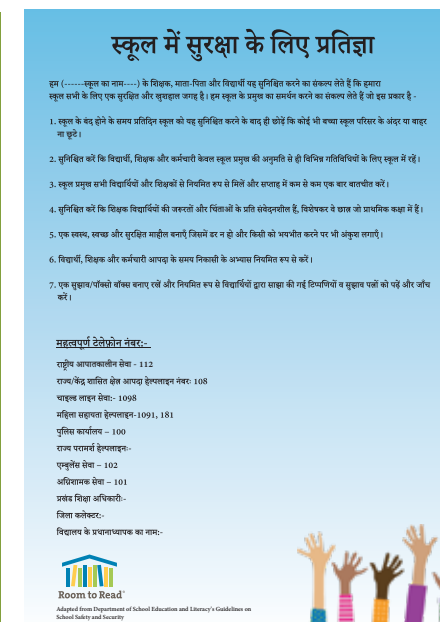 स्कूल में सुरक्षा के लिए प्रतिज्ञा
हम (------स्कूल का नाम----) के शिक्षक, माता-पिता और विद्यार्थी यह सुनिश्चित करने का संकल्प लेते हैं कि हमारा
स्कूल सभी के लिए एक सुरक्षित और खुशहाल जगह है। हम स्कूल के प्रमुख का समर्थन करने का संकल्प लेते हैं जो इस प्रकार है -
1. स्कूल के बंद होने के समय प्रतिदिन स्कूल को यह सुनिश्चित करने के बाद ही छोड़ें कि कोई भी बच्चा स्कूल परिसर के अंदर या बाहर
ना छूटे।
2. सुनिश्चित करें कि विद्यार्थी, शिक्षक और कर्मचारी केवल स्कूल प्रमुख की अनुमति से ही विभिन्न गतिविधियों के लिए स्कूल में रहें।
3. स्कूल प्रमुख सभी विद्यार्थियों और शिक्षकों से नियमित रूप से मिलें और सप्ताह में कम से कम एक बार बातचीत करें।
4. सुनिश्चित करें कि शिक्षक विद्यार्थियों की जरूरतों और चिंताओं के प्रति संवेदनशील हैं, विशेषकर वे छात्र जो प्राथमिक कक्षा में हैं।
5. एक स्वस्थ, स्वच्छ और सुरक्षित माहौल बनाएँ जिसमें डर न हो और किसी को भयभीत करने पर भी अंकुश लगाएँ।
6. विद्यार्थी, शिक्षक और कर्मचारी आपदा के समय निकासी के अभ्यास नियमित रूप से करें।
7. एक सुझाव/पॉक्सो बॉक्स बनाए रखें और नियमित रूप से विद्यार्थियों द्वारा साझा की गई टिप्पणियों व सुझाव पत्रों को पढ़ें और जाँच
करें।
महत्वपूर्ण टेलेफ़ोन नंबर:-
राष्ट्रीय आपातकालीन सेवा - 112
राज्य/केंद्र शासित क्षेत्र आपदा हेल्पलाइन नंबरः 108
चाइल्ड लाइन सेवा:- 1098
महिला सहायता हेल्पलाइन-1091, 181
पुलिस कार्यालय – 100
राज्य परामर्श हेल्पलाइनः-
एम्बुलेंस सेवा – 102
अग्निशामक सेवा – 101
प्रखंड शिक्षा अधिकारीः-
जिला कलेक्टर:-
विद्यालय के प्रधानाध्यापक का नाम:-
Room to Read®
Adapted from Department of School Education and Literacy's Guidelines on
School Safety and Security